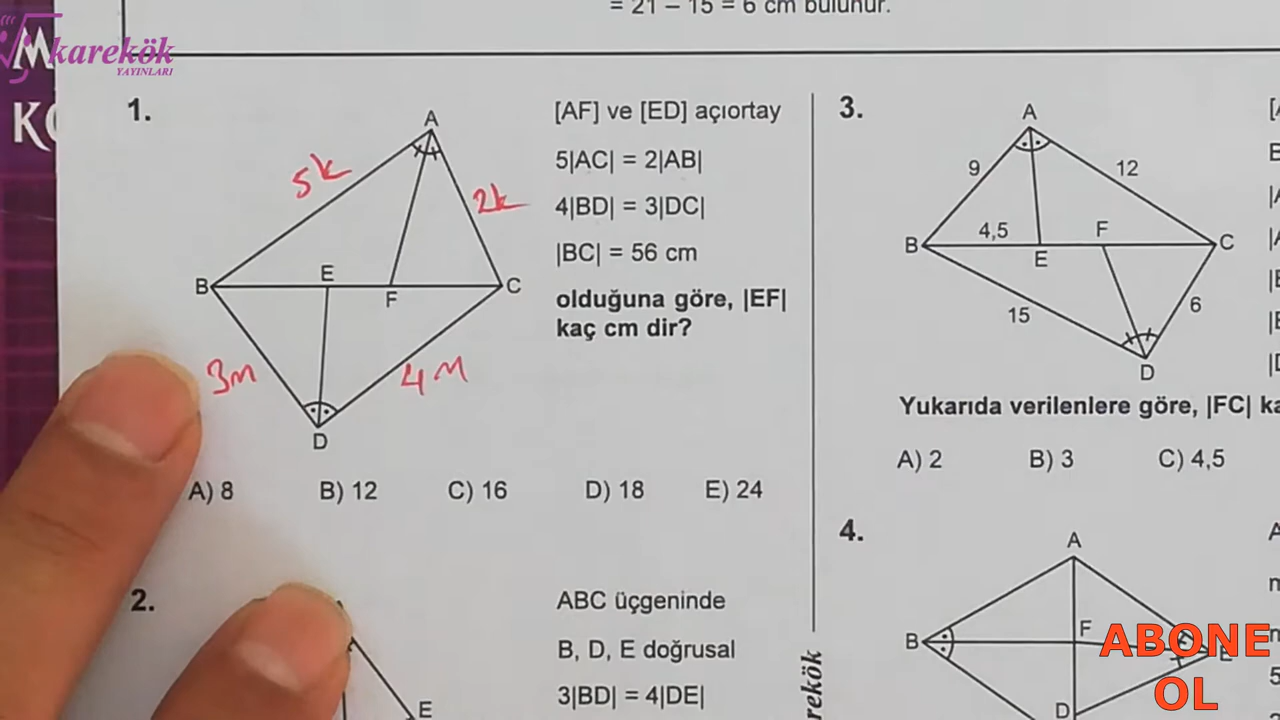 = 21 – 15 = 6 cm bulunur.
karekök
YAYINLARI
M
1.
[AF] ve [ED] açıortay
5|AC| = 2|AB|
4|BD| = 3|DC|
|BC| = 56 cm
olduğuna göre, |EF|
kaç cm dir?
A
5k
2k
B
E
F
C
3m
4m
D
A) 8 B) 12 C) 16 D) 18 E) 24
2.
ABC üçgeninde
B, D, E doğrusal
3|BD| = 4|DE|
E
3.
A
9
12
B
4,5
E
F
C
15
6
D
Yukarıda verilenlere göre, |FC|
A) 2 B) 3 C) 4,5
4.
A
B
F
E
D
ABONE
OL